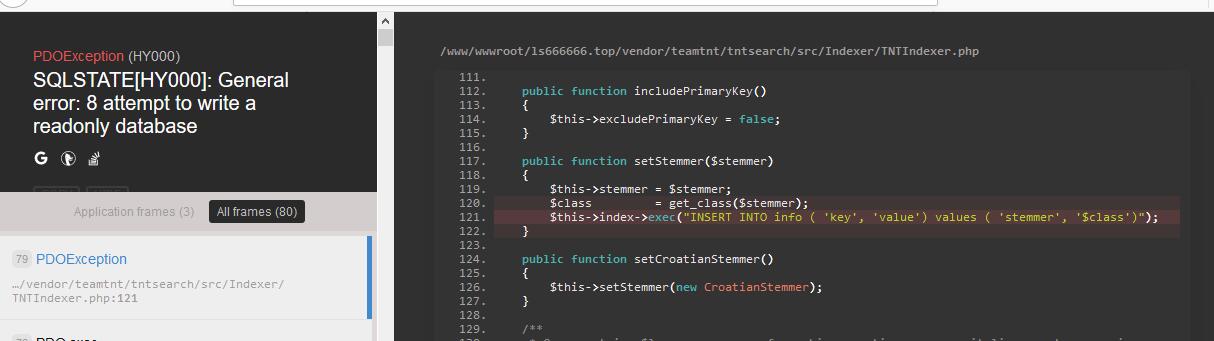 PDOException (HY000)
SQLSTATE[HY000]: General
error: 8 attempt to write a
readonly database
Application frames (3) All frames (80)
79 PDOException
…/vendor/teamtnt/tntsearch/src/Indexer/
TNTIndexer.php:121
/www/wwwroot/ls666666.top/vendor/teamtnt/tntsearch/src/Indexer/TNTIndexer.php
111.
112. public function includePrimaryKey()
113. {
114. $this->excludePrimaryKey = false;
115. }
116.
117. public function setStemmer($stemmer)
118. {
119. $this->stemmer = $stemmer;
120. $class = get_class($stemmer);
121. $this->index->exec("INSERT INTO info ( 'key', 'value') values ( 'stemmer', '$class')");
122. }
123.
124. public function setCroatianStemmer()
125. {
126. $this->setStemmer(new CroatianStemmer);
127. }
128.
129. /**